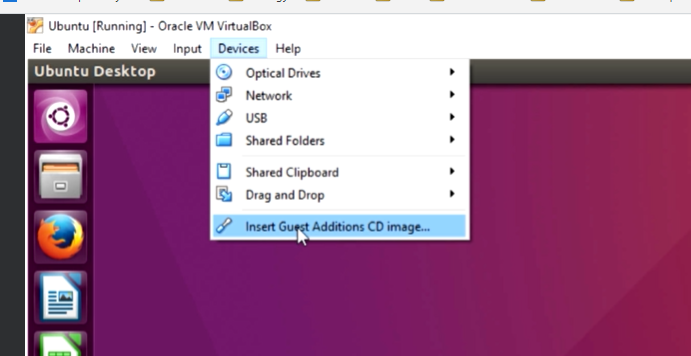 Ubuntu [Running] - Oracle VM VirtualBox
File Machine View Input Devices Help
Ubuntu Desktop
Optical Drives
Network
USB
Shared Folders
Shared Clipboard
Drag and Drop
Insert Guest Additions CD image...